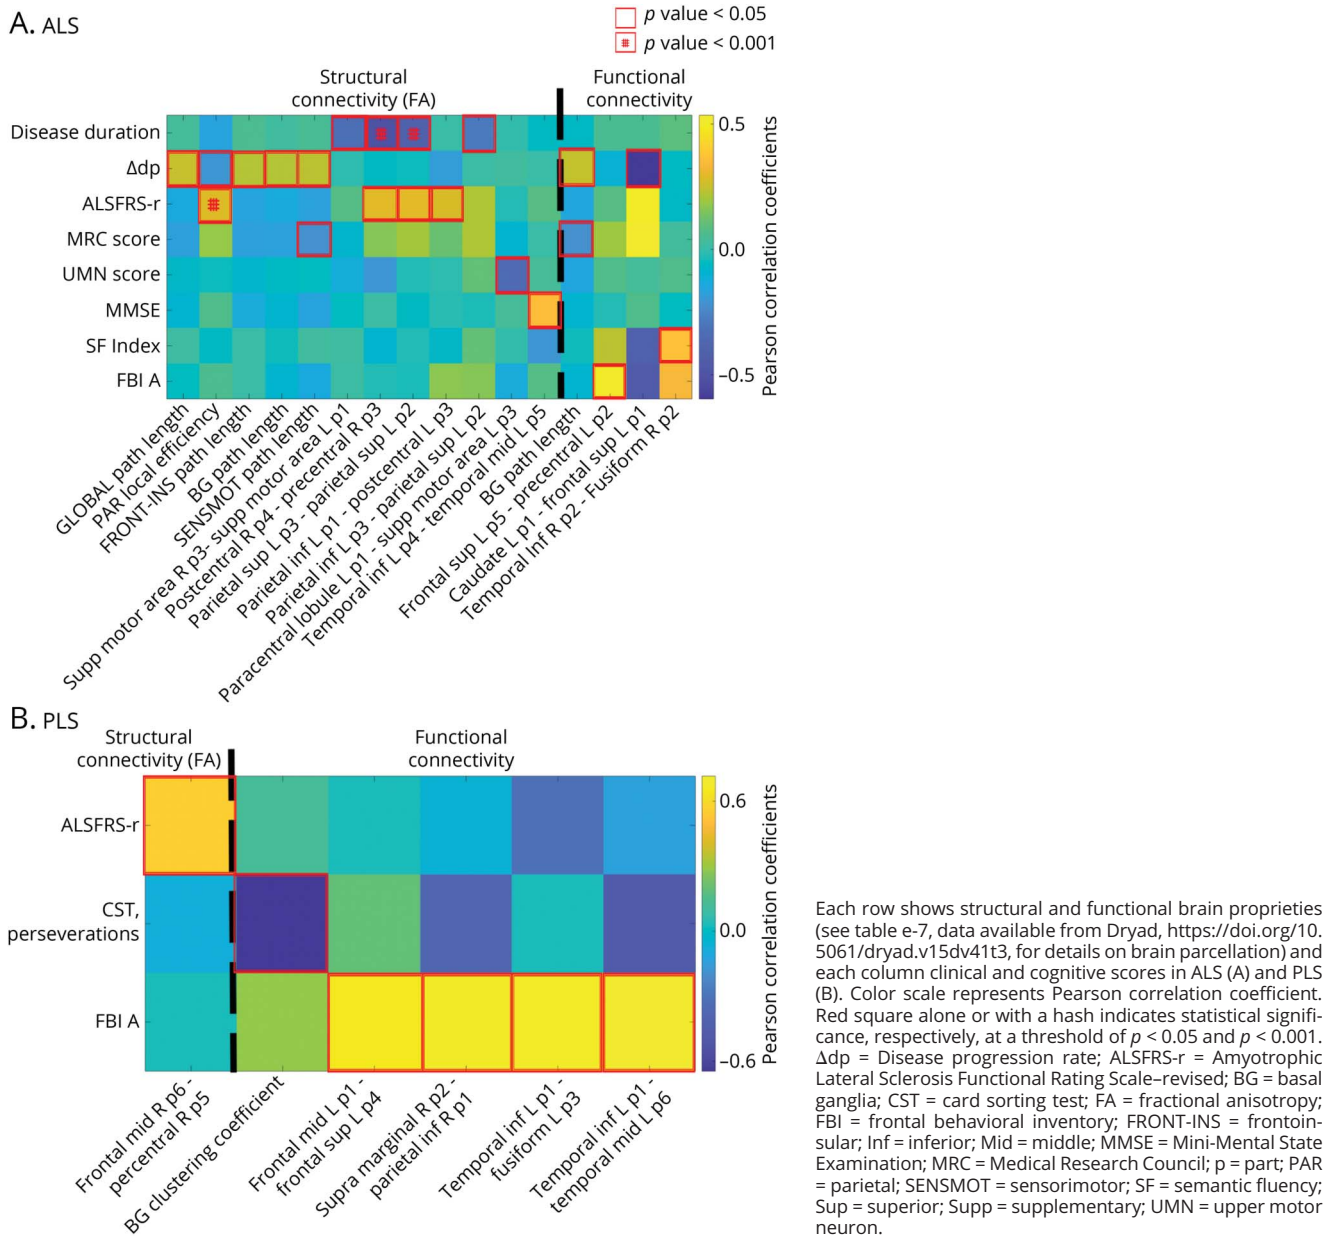 A. ALS
p value < 0.05
p value < 0.001
Structural
connectivity (FA)
Functional
connectivity
Disease duration
Δdp
ALSFRS-r
MRC score
UMN score
MMSE
SF Index
FBI A
0.5
0.0
–0.5
Pearson correlation coefficients
GLOBAL path length
PAR local efficiency
FRONT-INS path length
BG path length
SENSMOT path length
Supp motor area R p3- supp motor area L p1
Postcentral R p4 - precentral R p3
Parietal sup L p3 - parietal sup L p2
Parietal inf L p1 - postcentral L p3
Parietal inf L p3 - parietal sup L p2
Paracentral lobule L p1 - supp motor area L p3
Temporal inf L p4 - temporal mid L p5
BG path length
Frontal sup L p5 - precentral L p2
Caudate L p1 - frontal sup L p1
Temporal Inf R p2 - Fusiform R p2
B. PLS
Structural
connectivity (FA)
Functional
connectivity
ALSFRS-r
CST,
perseverations
FBI A
0.6
0.0
–0.6
Pearson correlation coefficients
Frontal mid R p6 -
percentral R p5
BG clustering coefficient
Frontal mid L p1 -
frontal sup L p4
Supra marginal R p2 -
parietal inf R p1
Temporal inf L p1 -
fusiform L p3
Temporal inf L p1 -
temporal mid L p6
Each row shows structural and functional brain proprieties
(see table e-7, data available from Dryad, https://doi.org/10.
5061/dryad.v15dv41t3, for details on brain parcellation) and
each column clinical and cognitive scores in ALS (A) and PLS
(B). Color scale represents Pearson correlation coefficient.
Red square alone or with a hash indicates statistical signifi-
cance, respectively, at a threshold of p < 0.05 and p < 0.001.
Δdp = Disease progression rate; ALSFRS-r = Amyotrophic
Lateral Sclerosis Functional Rating Scale–revised; BG = basal
ganglia; CST = card sorting test; FA = fractional anisotropy;
FBI = frontal behavioral inventory; FRONT-INS = frontoin-
sular; Inf = inferior; Mid = middle; MMSE = Mini-Mental State
Examination; MRC = Medical Research Council; p = part; PAR
= parietal; SENSMOT = sensorimotor; SF = semantic fluency;
Sup = superior; Supp = supplementary; UMN = upper motor
neuron.